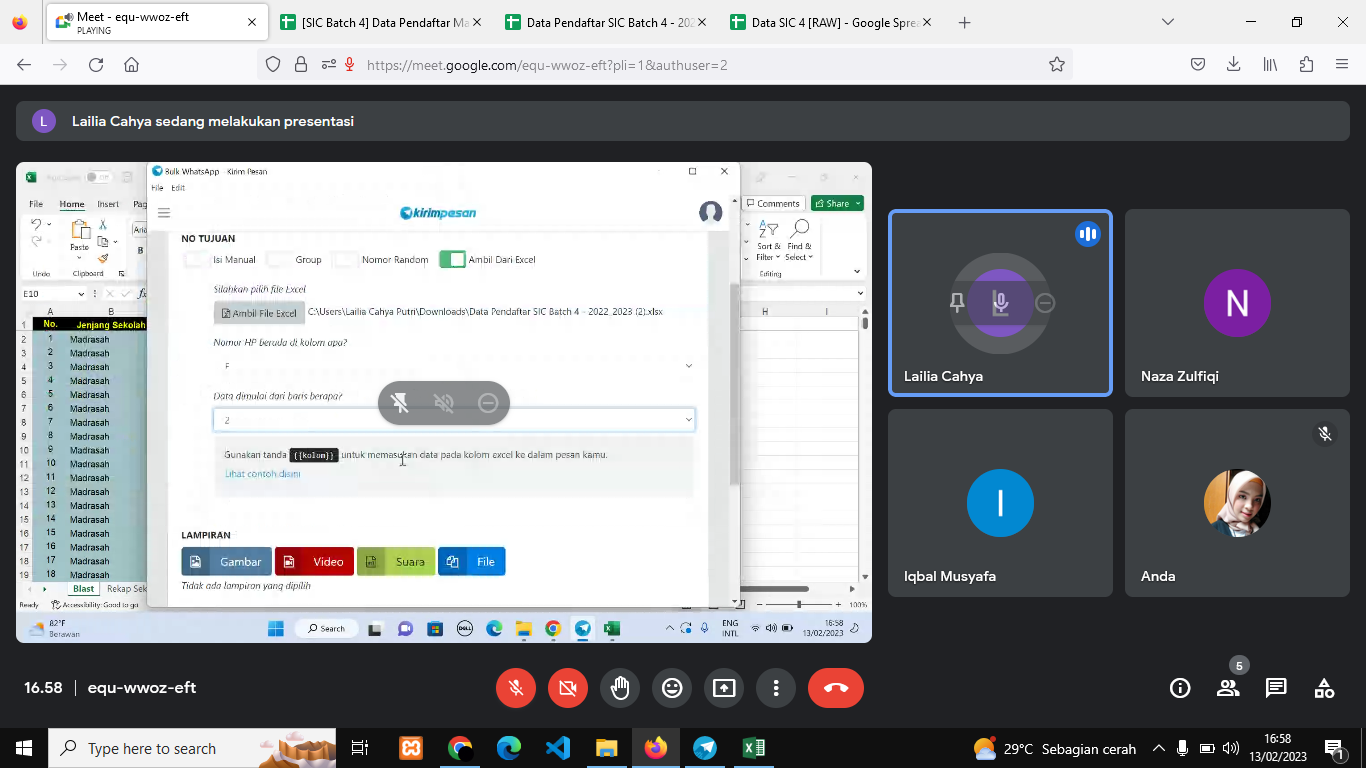 Meet - equ-wwoz-eft
PLAYING
[SIC Batch 4] Data Pendaftar Ma
Data Pendaftar SIC Batch 4 - 202
Data SIC 4 [RAW] - Google Sprea
https://meet.google.com/equ-wwoz-eft?pli=1&authuser=2
L
Lailia Cahya sedang melakukan presentasi
Bulk WhatsApp - Kirim Pesan
File Edit
kirimpesan
File Home Insert Pag
Comments Share
Paste
Undo Clipboard
Sort & Filter Find & Select
Editing
E10
A B H I
NO TUJUAN
Isi Manual Group Nomor Random Ambil Dari Excel
Silahkan pilih file Excel
Ambil File Excel C:\Users\Lailia Cahya Putri\Downloads\Data Pendaftar SIC Batch 4 - 2022_2023 (2).xlsx
Nomor HP berada di kolom apa?
F
Data dimulai dari baris berapa?
2
Gunakan tanda {{kolom}} untuk memasukan data pada kolom excel ke dalam pesan kamu.
Lihat contoh disini
LAMPIRAN
Gambar Video Suara File
Tidak ada lampiran yang dipilih
1 No. Jenjang Sekolah
2 1 Madrasah
3 2 Madrasah
4 3 Madrasah
5 4 Madrasah
6 5 Madrasah
7 6 Madrasah
8 7 Madrasah
9 8 Madrasah
10 9 Madrasah
11 10 Madrasah
12 11 Madrasah
13 12 Madrasah
14 13 Madrasah
15 14 Madrasah
16 15 Madrasah
17 16 Madrasah
18 17 Madrasah
19 18 Madrasah
Blast Rekap Sek
Ready Accessibility: Good to go 100%
82°F
Berawan
Search
DELL
ENG
INTL
16:58
13/02/2023
Lailia Cahya
N
Naza Zulfiqi
I
Iqbal Musyafa
Anda
16.58 equ-wwoz-eft
5
Type here to search
29°C Sebagian cerah
16:58
13/02/2023
1